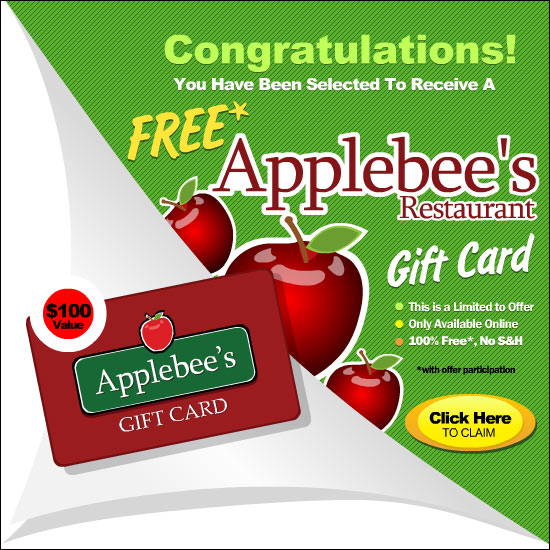 Congratulations!
You Have Been Selected To Receive A
FREE*
Applebee's
Restaurant
Gift Card
This is a Limited to Offer
Only Available Online
100% Free*, No S&H
*with offer participation
Click Here
TO CLAIM
$100
Value
Applebee's
GIFT CARD